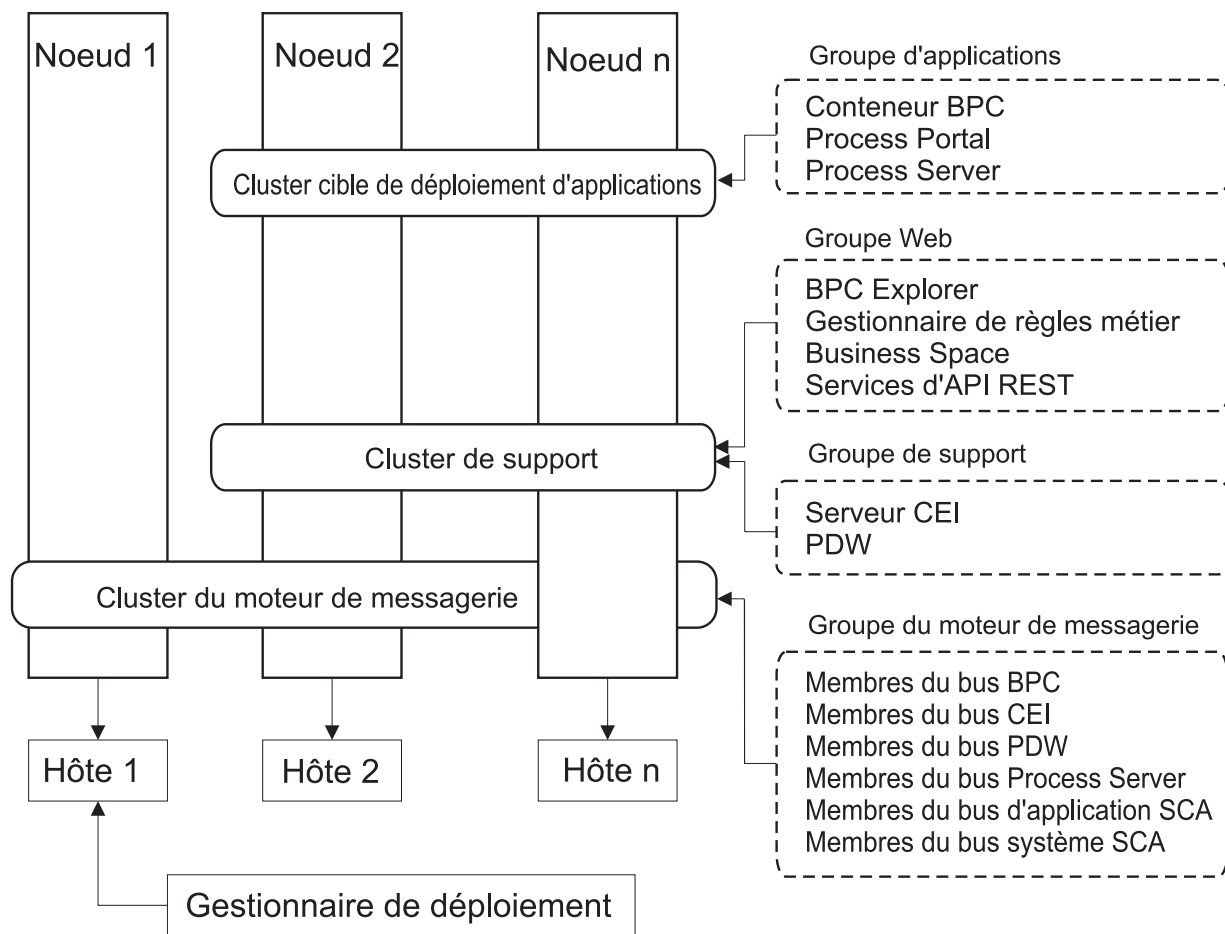 Noeud 1
Noeud 2
Noeud n
Groupe d'applications
Conteneur BPC
Process Portal
Process Server
Cluster cible de déploiement d'applications
Groupe Web
BPC Explorer
Gestionnaire de règles métier
Business Space
Services d'API REST
Cluster de support
Groupe de support
Serveur CEI
PDW
Cluster du moteur de messagerie
Groupe du moteur de messagerie
Membres du bus BPC
Membres du bus CEI
Membres du bus PDW
Membres du bus Process Server
Membres du bus d'application SCA
Membres du bus système SCA
Hôte 1
Hôte 2
Hôte n
Gestionnaire de déploiement